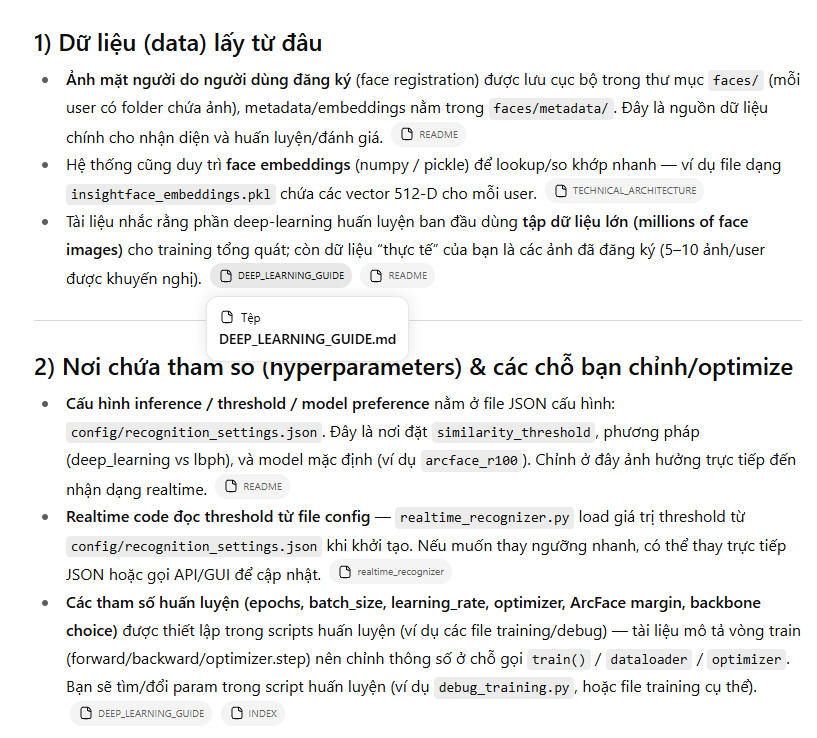 1) Dữ liệu (data) lấy từ đâu
• Ảnh mặt người do người dùng đăng ký (face registration) được lưu cục bộ trong thư mục faces/ (mỗi
user có folder chứa ảnh), metadata/embeddings nằm trong faces/metadata/. Đây là nguồn dữ liệu
chính cho nhận diện và huấn luyện/đánh giá. README
• Hệ thống cũng duy trì face embeddings (numpy / pickle) để lookup/so khớp nhanh — ví dụ file dạng
insightface_embeddings.pkl chứa các vector 512-D cho mỗi user. TECHNICAL_ARCHITECTURE
• Tài liệu nhắc rằng phần deep-learning huấn luyện ban đầu dùng tập dữ liệu lớn (millions of face
images) cho training tổng quát; còn dữ liệu “thực tế” của bạn là các ảnh đã đăng ký (5–10 ảnh/user
được khuyến nghị). DEEP_LEARNING_GUIDE README
Tệp
DEEP_LEARNING_GUIDE.md
2) Nơi chứa tham số (hyperparameters) & các chỗ bạn chỉnh/optimize
• Cấu hình inference / threshold / model preference nằm ở file JSON cấu hình:
config/recognition_settings.json. Đây là nơi đặt similarity_threshold, phương pháp
(deep_learning vs lbph), và model mặc định (ví dụ arcface_r100). Chỉnh ở đây ảnh hưởng trực tiếp đến
nhận dạng realtime. README
• Realtime code đọc threshold từ file config — realtime_recognizer.py load giá trị threshold từ
config/recognition_settings.json khi khởi tạo. Nếu muốn thay ngưỡng nhanh, có thể thay trực tiếp
JSON hoặc gọi API/GUI để cập nhật. realtime_recognizer
• Các tham số huấn luyện (epochs, batch_size, learning_rate, optimizer, ArcFace margin, backbone
choice) được thiết lập trong scripts huấn luyện (ví dụ các file training/debug) — tài liệu mô tả vòng train
(forward/backward/optimizer.step) nên chỉnh thông số ở chỗ gọi train() / dataloader / optimizer.
Bạn sẽ tìm/đổi param trong script huấn luyện (ví dụ debug_training.py, hoặc file training cụ thể).
DEEP_LEARNING_GUIDE INDEX